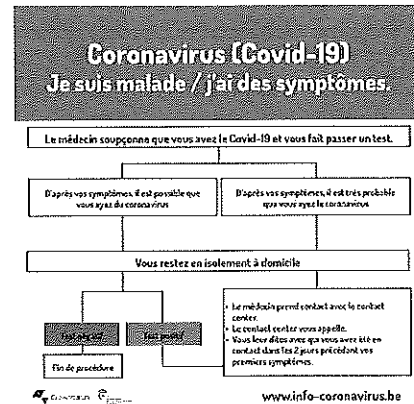 Coronavirus (Covid-19)
Je suis malade / j'ai des symptômes.
Le médecin soupçonne que vous avez le Covid-19 et vous fait passer un test.
D'après vos symptômes, il est possible que
vous ayez du coronavirus
D'après vos symptômes, il est très probable
que vous ayez le coronavirus
Vous restez en isolement à domicile
• Le médecin prend contact avec le contact
center.
• Le contact center vous appelle.
• Vous leur dites avec qui vous avez été en
contact dans les 2 jours précédant vos
premiers symptômes.
Test négatif
Test positif
Fin de procédure
www.info-coronavirus.be